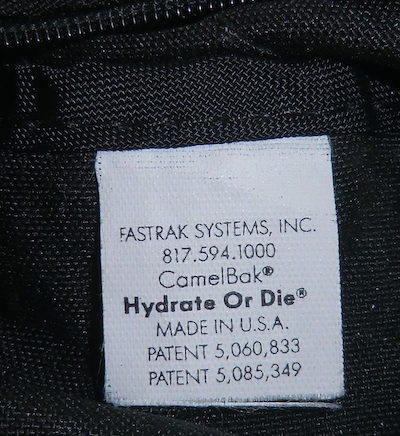 FASTRAK SYSTEMS, INC.
817.594.1000
CamelBak®
Hydrate Or Die®
MADE IN U.S.A.
PATENT 5,060,833
PATENT 5,085,349